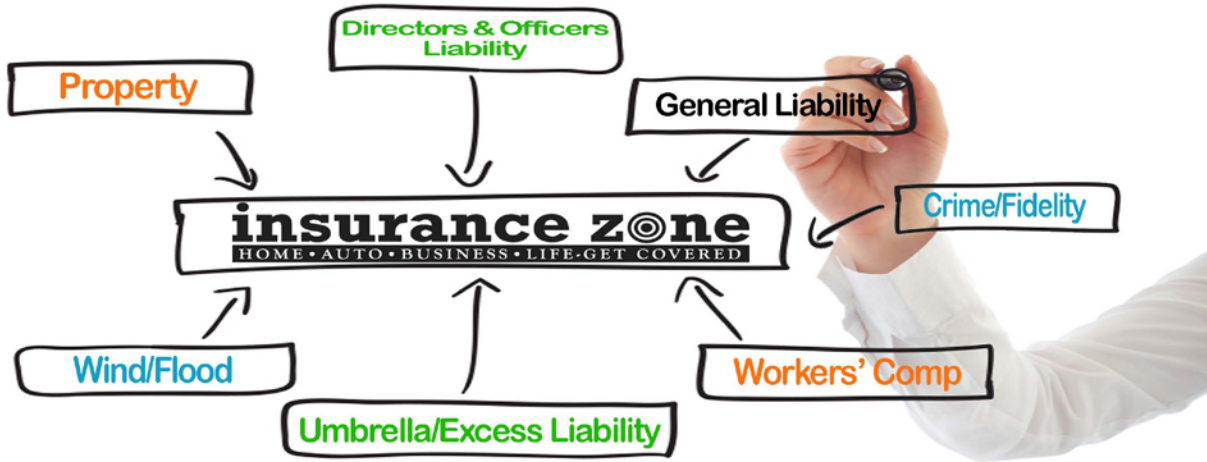 Directors & Officers
Liability
Property
General Liability
insurance zone
HOME • AUTO • BUSINESS • LIFE-GET COVERED
Crime/Fidelity
Wind/Flood
Workers' Comp
Umbrella/Excess Liability